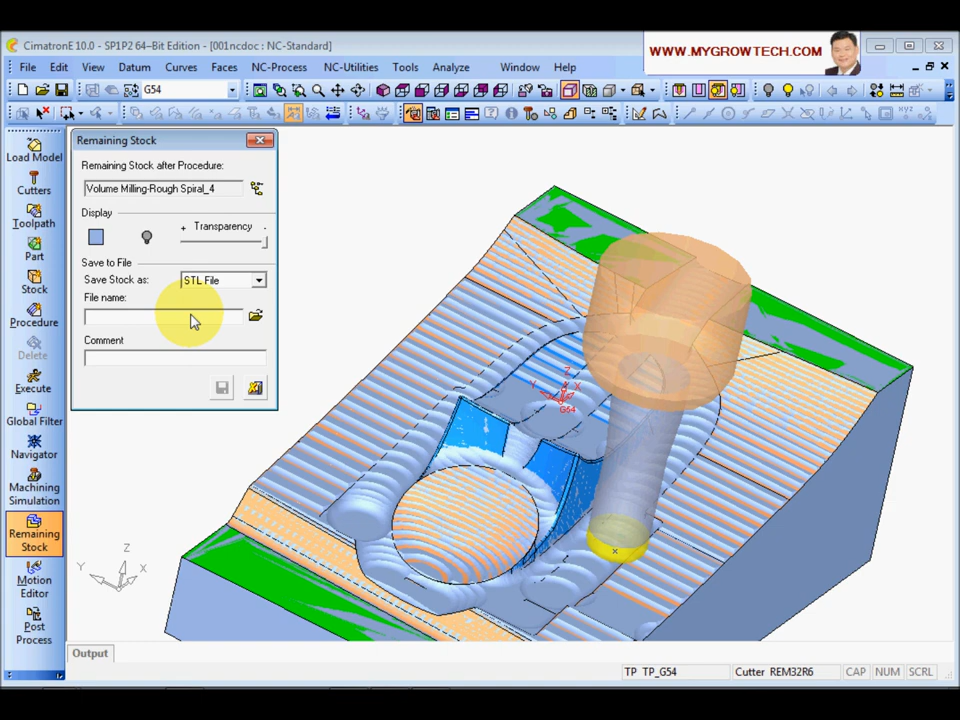 CimatronE 10.0 - SP1P2 64-Bit Edition - [001ncdoc : NC-Standard]
WWW.MYGROWTECH.COM
File Edit View Datum Curves Faces NC-Process NC-Utilities Tools Analyze Window Help
G54
Load Model
Cutters
Toolpath
Part
Stock
Procedure
Delete
Execute
Global Filter
Navigator
Machining
Simulation
Remaining
Stock
Motion
Editor
Post
Process
Remaining Stock
Remaining Stock after Procedure:
Volume Milling-Rough Spiral_4
Display
+ Transparency -
Save to File
Save Stock as: STL File
File name:
Comment
Z
Y X
G54
Z
Y X
Output
TP TP_G54 Cutter REM32R6 CAP NUM SCRL